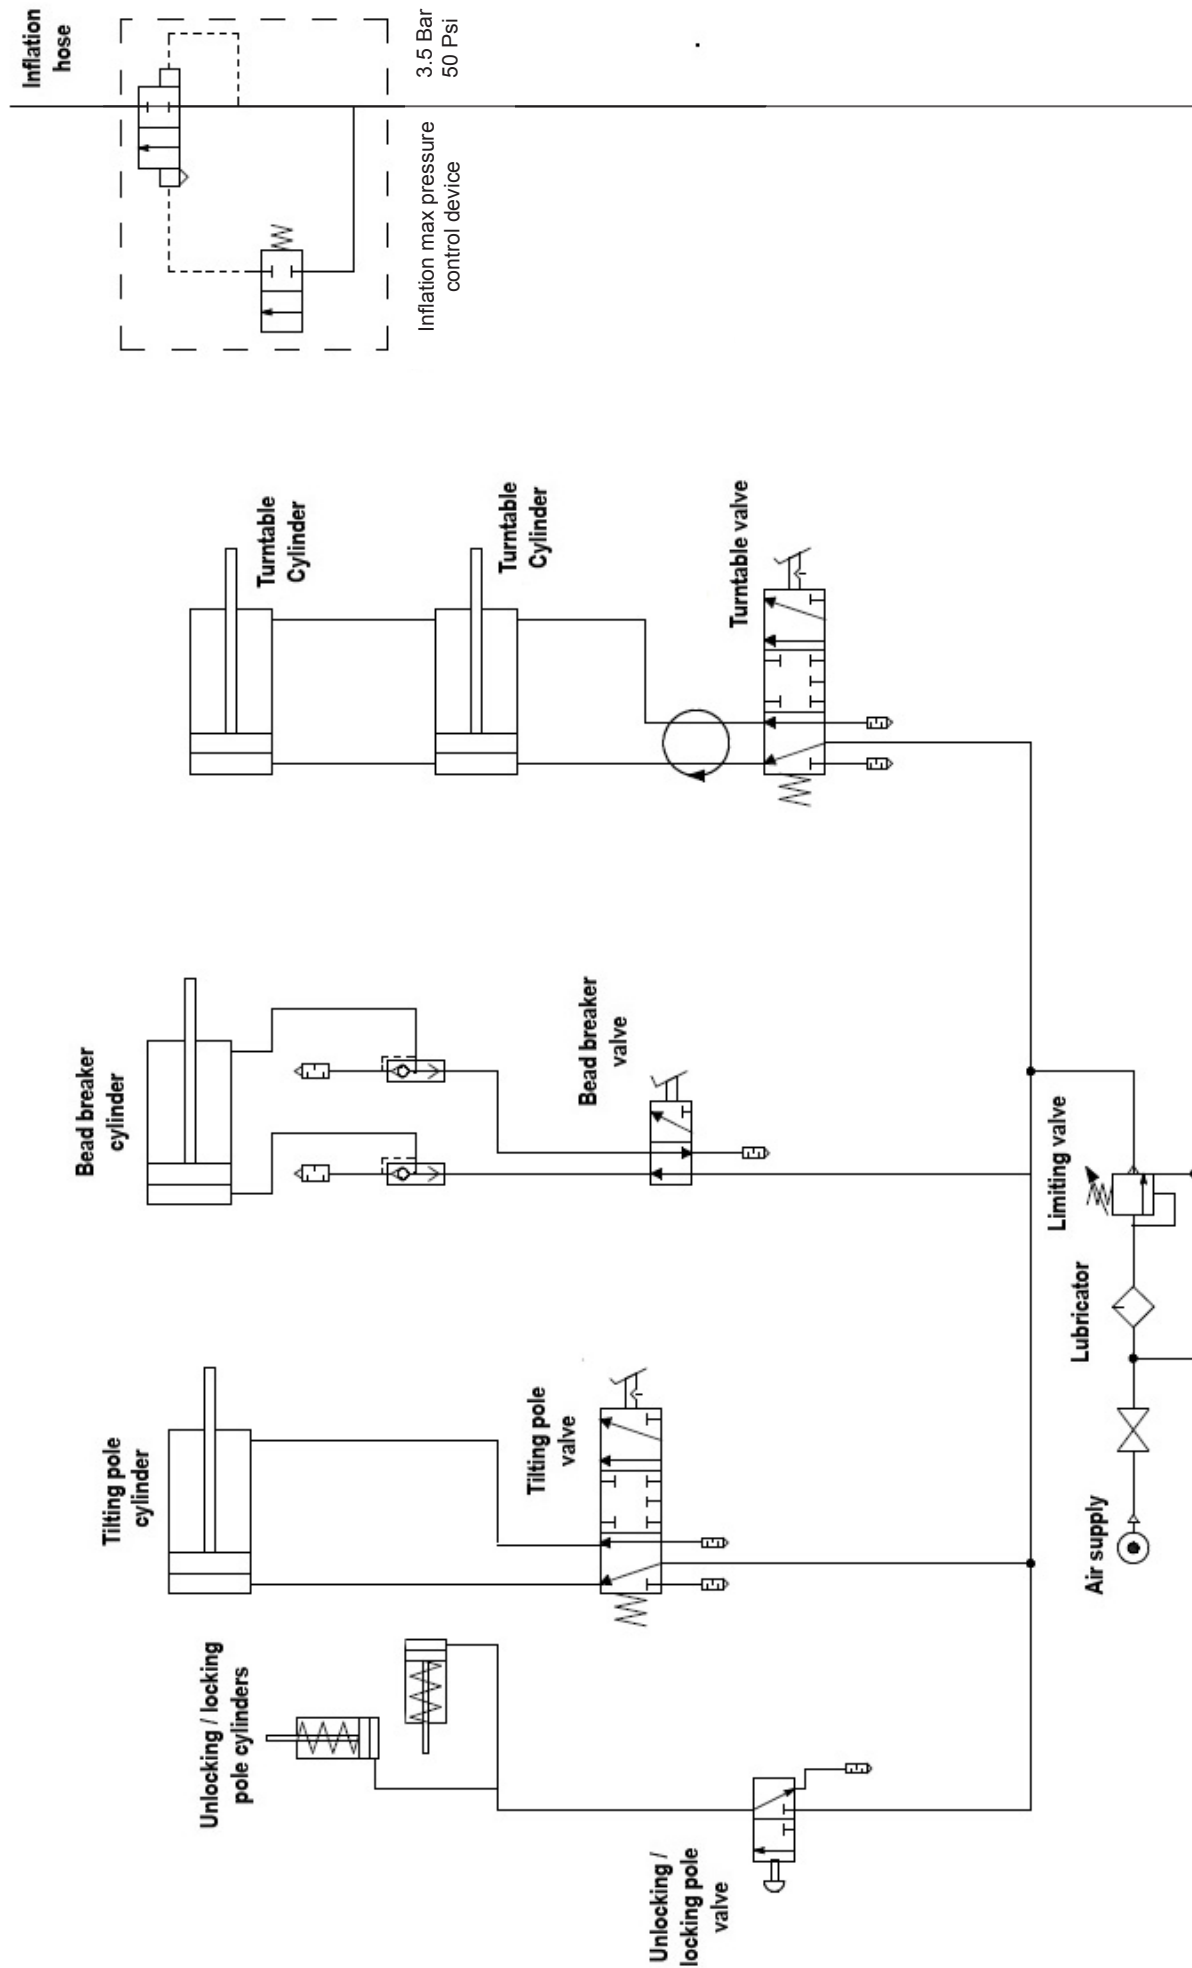 Inflation
hose
3.5 Bar
50 Psi
Inflation max pressure
control device
Turntable
Cylinder
Turntable
Cylinder
Turntable valve
Bead breaker
cylinder
Bead breaker
valve
Limiting valve
Lubricator
Tilting pole
cylinder
Tilting pole
valve
Air supply
Unlocking / locking
pole cylinders
Unlocking /
locking pole
valve